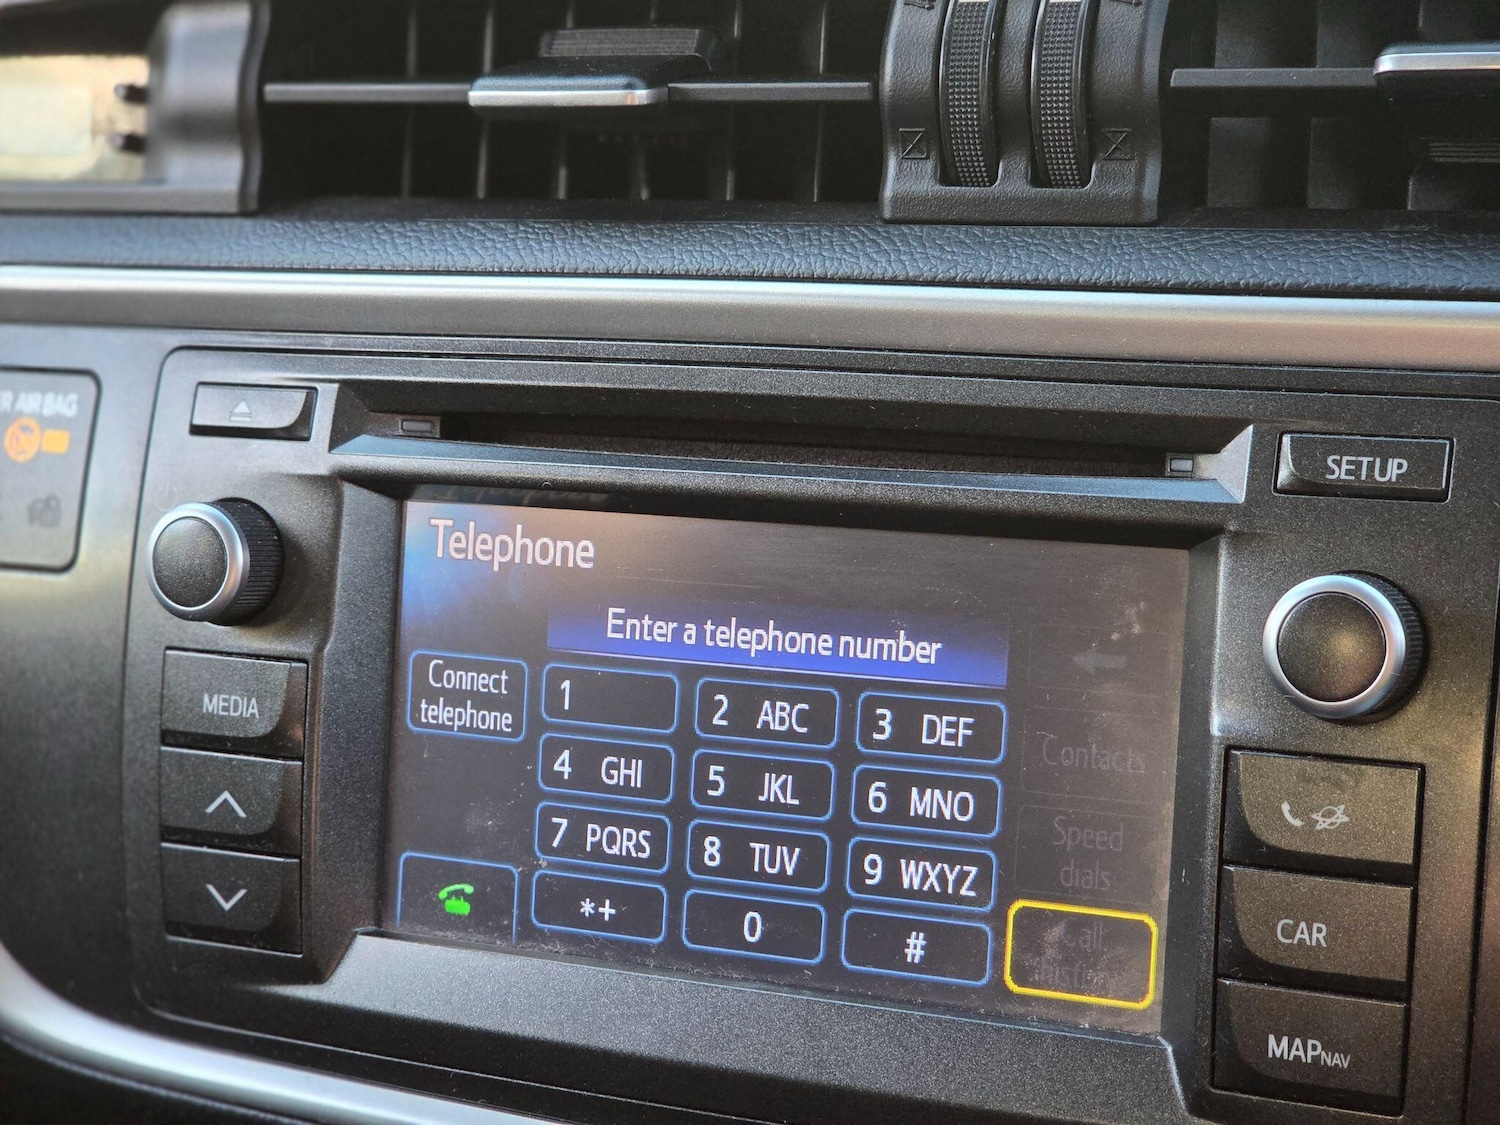 R AIR BAG
SETUP
Telephone
Enter a telephone number
Connect
telephone
1
2 ABC
3 DEF
4 GHI
5 JKL
6 MNO
7 PQRS
8 TUV
9 WXYZ
*+
0
#
Contacts
Speed
dials
Call
MEDIA
CAR
MAPNAV